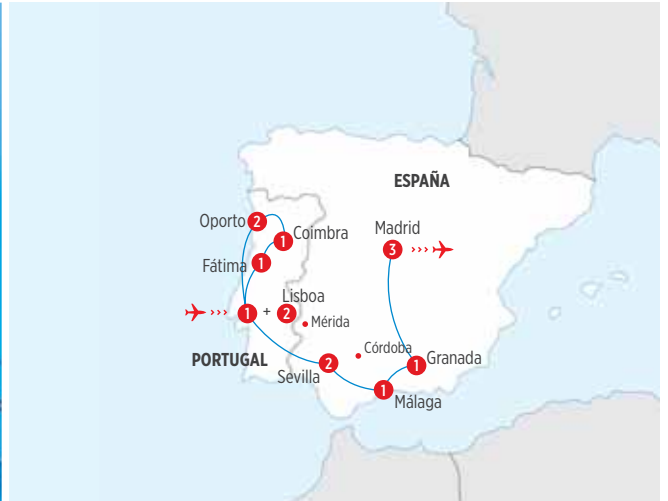 ESPAÑA
Oporto 2
Madrid
1 Coimbra
3
Fátima 1
Lisboa
1 + 2
Mérida
Córdoba
PORTUGAL
2
Granada
1
Sevilla
1
Málaga